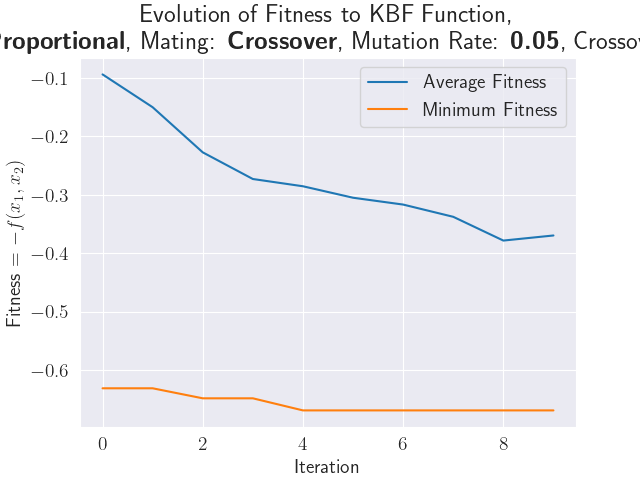 Evolution of Fitness to KBF Function,
Proportional, Mating: Crossover, Mutation Rate: 0.05,
Average Fitness
Minimum Fitness
Fitness = −f(x₁, x₂)
−0.1
−0.2
−0.3
−0.4
−0.5
−0.6
0 2 4 6 8
Iteration